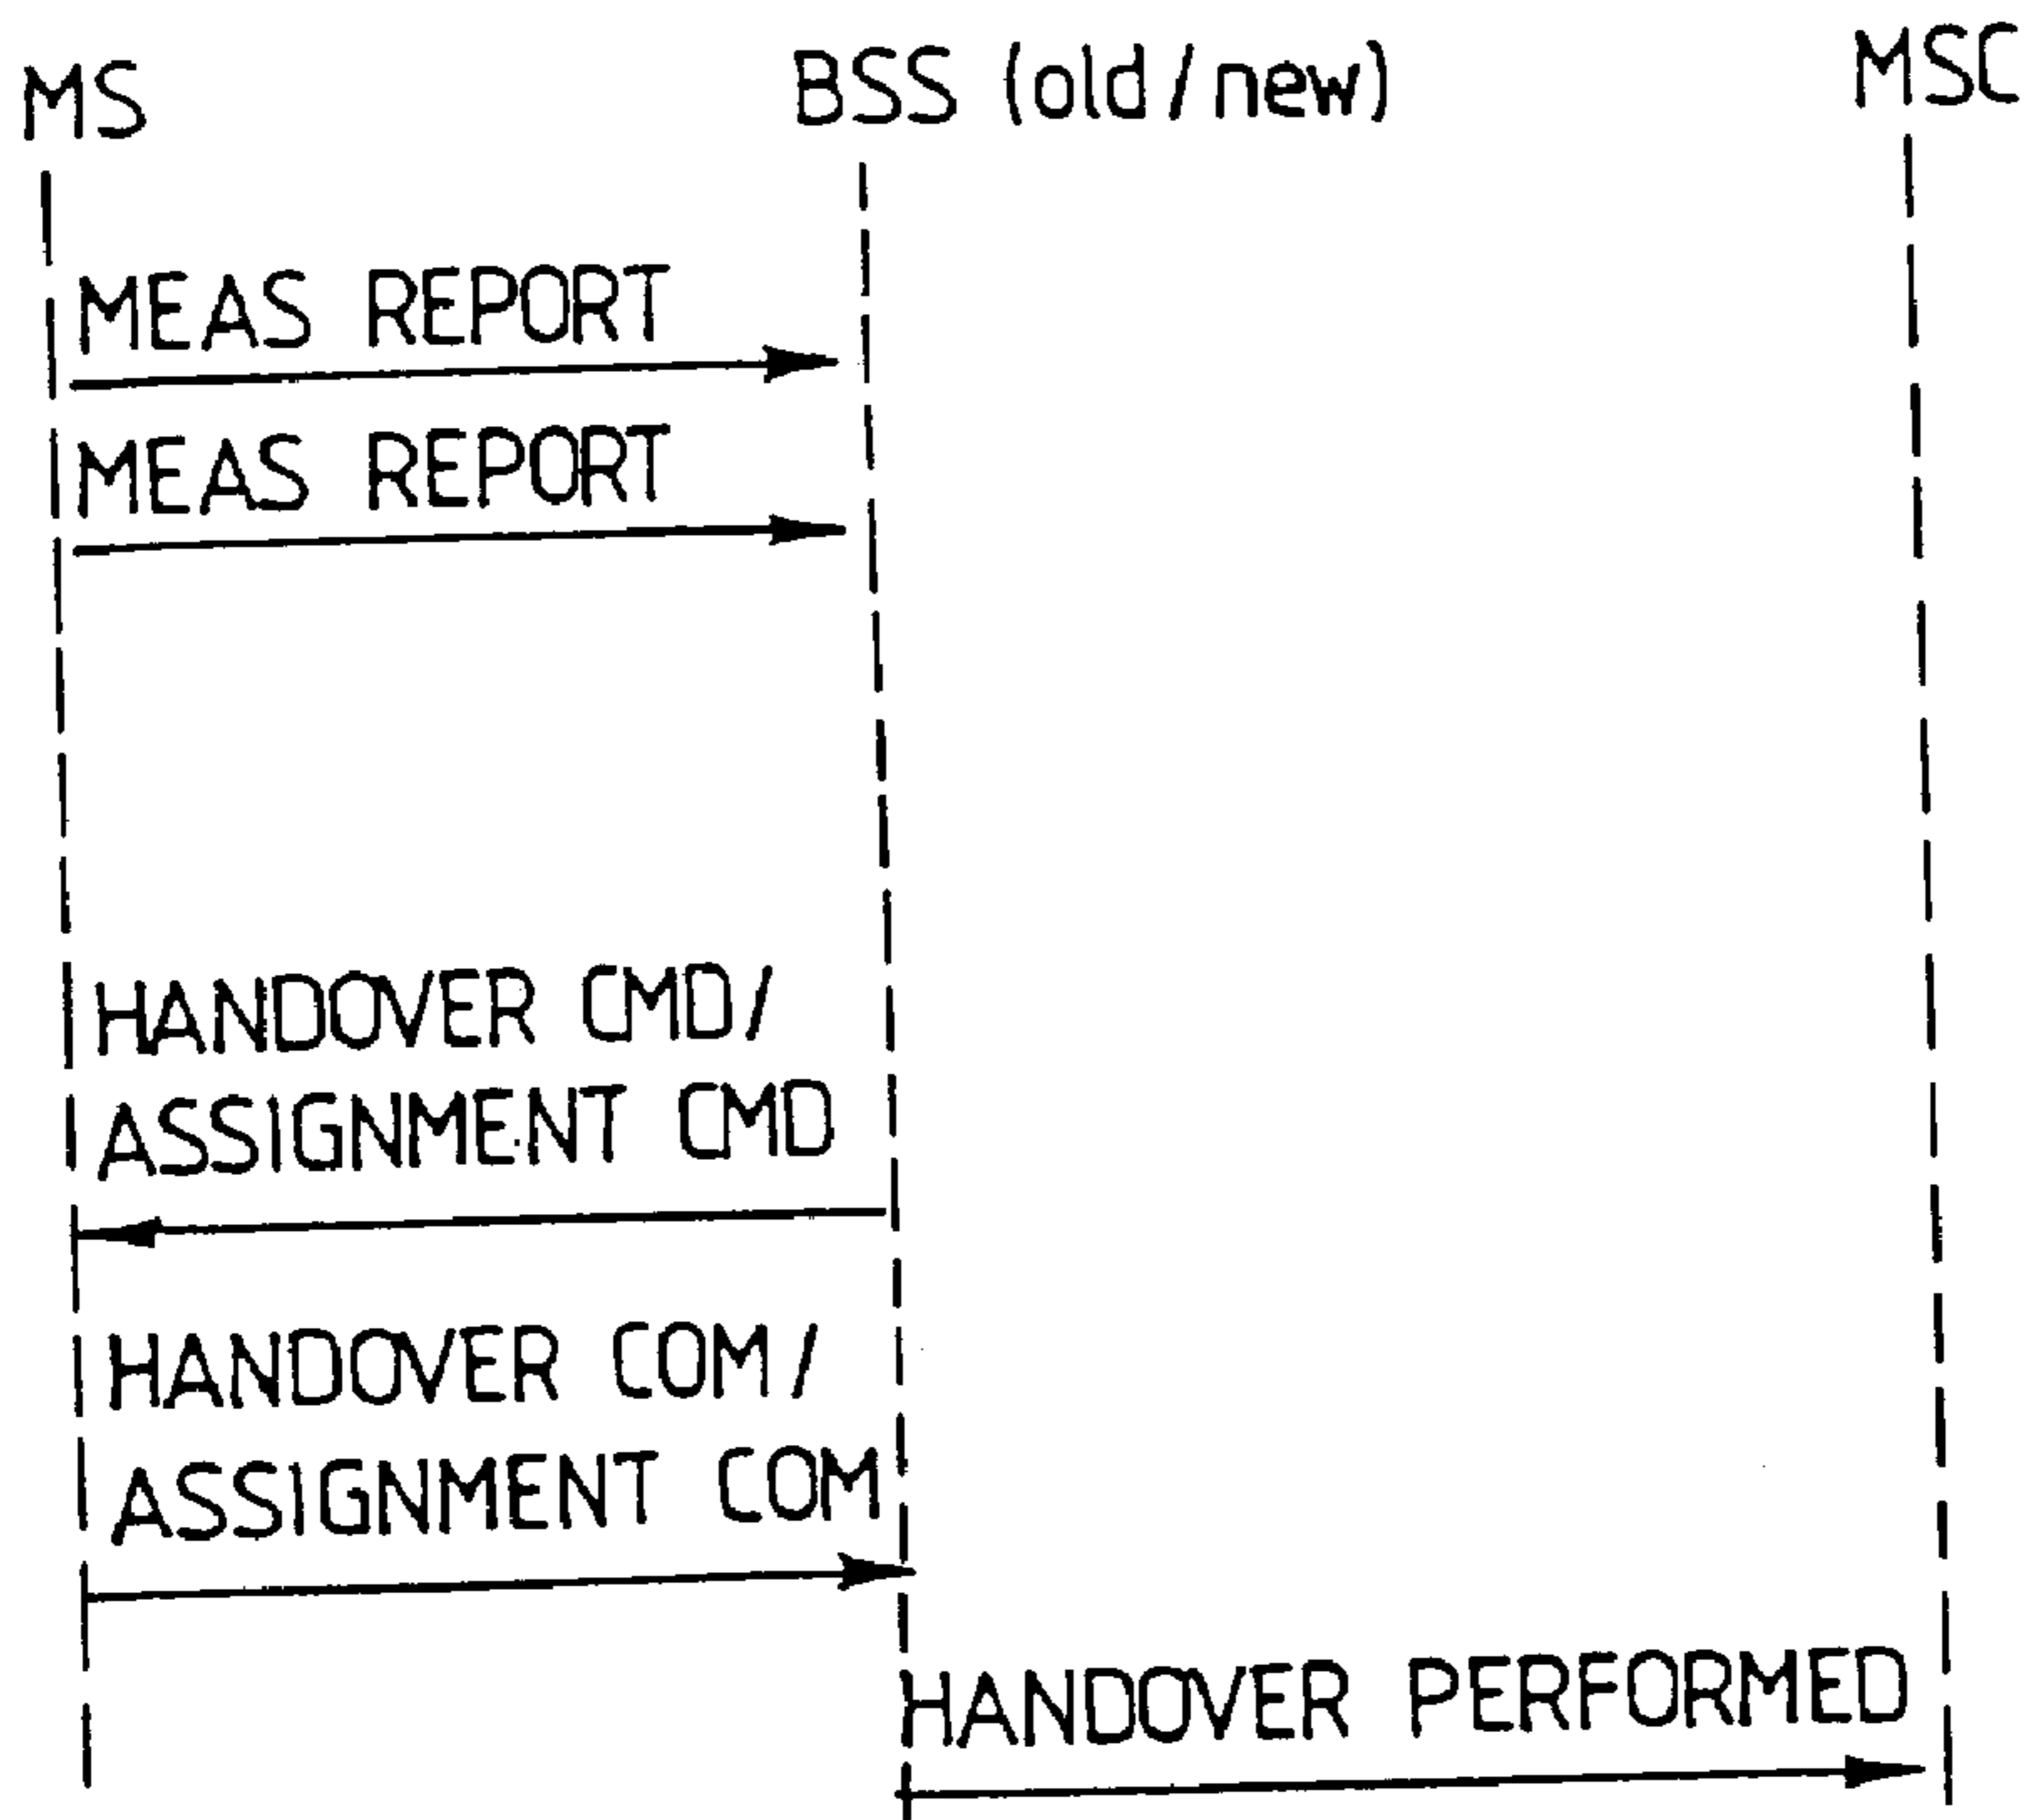 MS BSS (old/new) MSC
MEAS REPORT
MEAS REPORT
HANDOVER CMD/
ASSIGNMENT CMD
HANDOVER COM/
ASSIGNMENT COM
HANDOVER PERFORMED